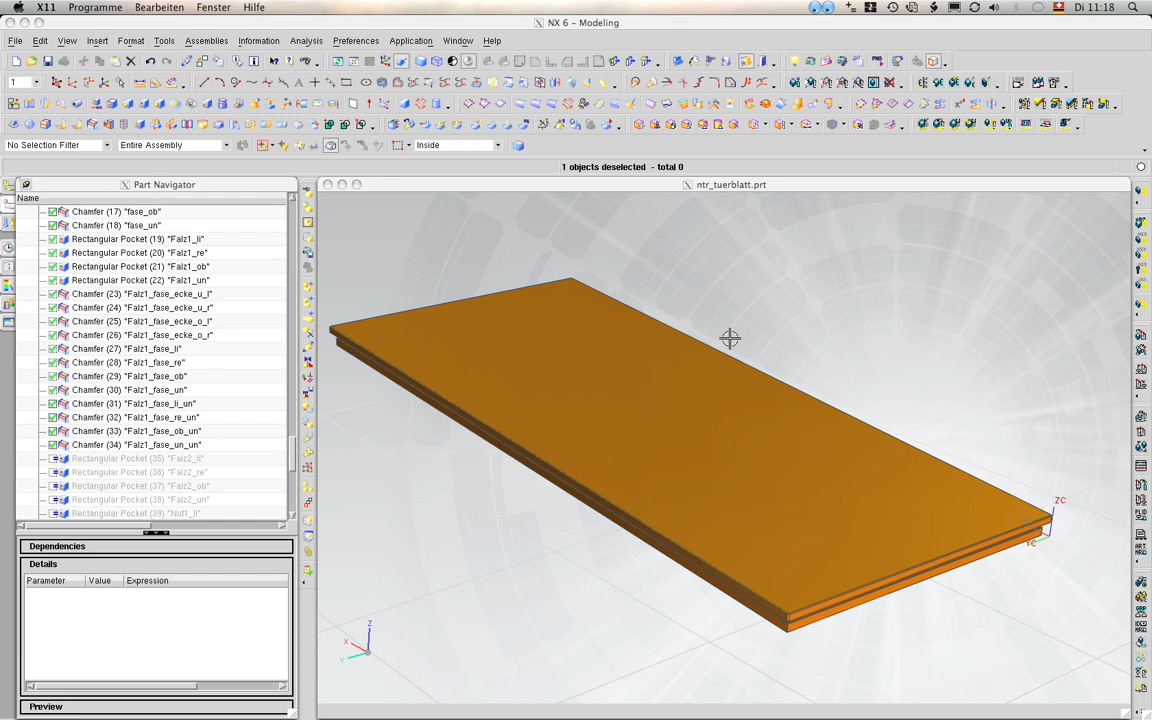 X11 Programme Bearbeiten Fenster Hilfe Di 11:18
NX 6 - Modeling
File Edit View Insert Format Tools Assemblies Information Analysis Preferences Application Window Help
1
No Selection Filter Entire Assembly Inside
1 objects deselected - total 0
Part Navigator
ntr_tuerblatt.prt
Name
Chamfer (17) "fase_ob"
Chamfer (18) "fase_un"
Rectangular Pocket (19) "Falz1_li"
Rectangular Pocket (20) "Falz1_re"
Rectangular Pocket (21) "Falz1_ob"
Rectangular Pocket (22) "Falz1_un"
Chamfer (23) "Falz1_fase_ecke_u_l"
Chamfer (24) "Falz1_fase_ecke_u_r"
Chamfer (25) "Falz1_fase_ecke_o_l"
Chamfer (26) "Falz1_fase_ecke_o_r"
Chamfer (27) "Falz1_fase_li"
Chamfer (28) "Falz1_fase_re"
Chamfer (29) "Falz1_fase_ob"
Chamfer (30) "Falz1_fase_un"
Chamfer (31) "Falz1_fase_li_un"
Chamfer (32) "Falz1_fase_re_un"
Chamfer (33) "Falz1_fase_ob_un"
Chamfer (34) "Falz1_fase_un_un"
Rectangular Pocket (35) "Falz2_li"
Rectangular Pocket (36) "Falz2_re"
Rectangular Pocket (37) "Falz2_ob"
Rectangular Pocket (38) "Falz2_un"
Rectangular Pocket (39) "Nut1_li"
Dependencies
Details
Parameter Value Expression
Preview
ZC
YC
Z
X
Y